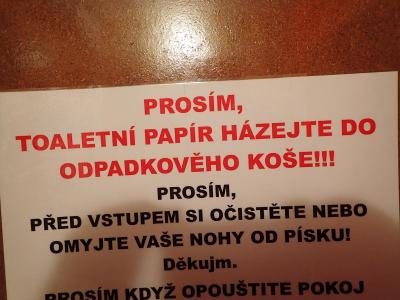 PROSÍM,
TOALETNÍ PAPÍR HÁZEJTE DO
ODPADKOVĚHO KOŠE!!!
PROSÍM,
PŘED VSTUPEM SI OČISTĚTE NEBO
OMYJTE VAŠE NOHY OD PÍSKU!
Děkujm.
PROSÍM KDYŽ OPOUŠTITE POKOJ